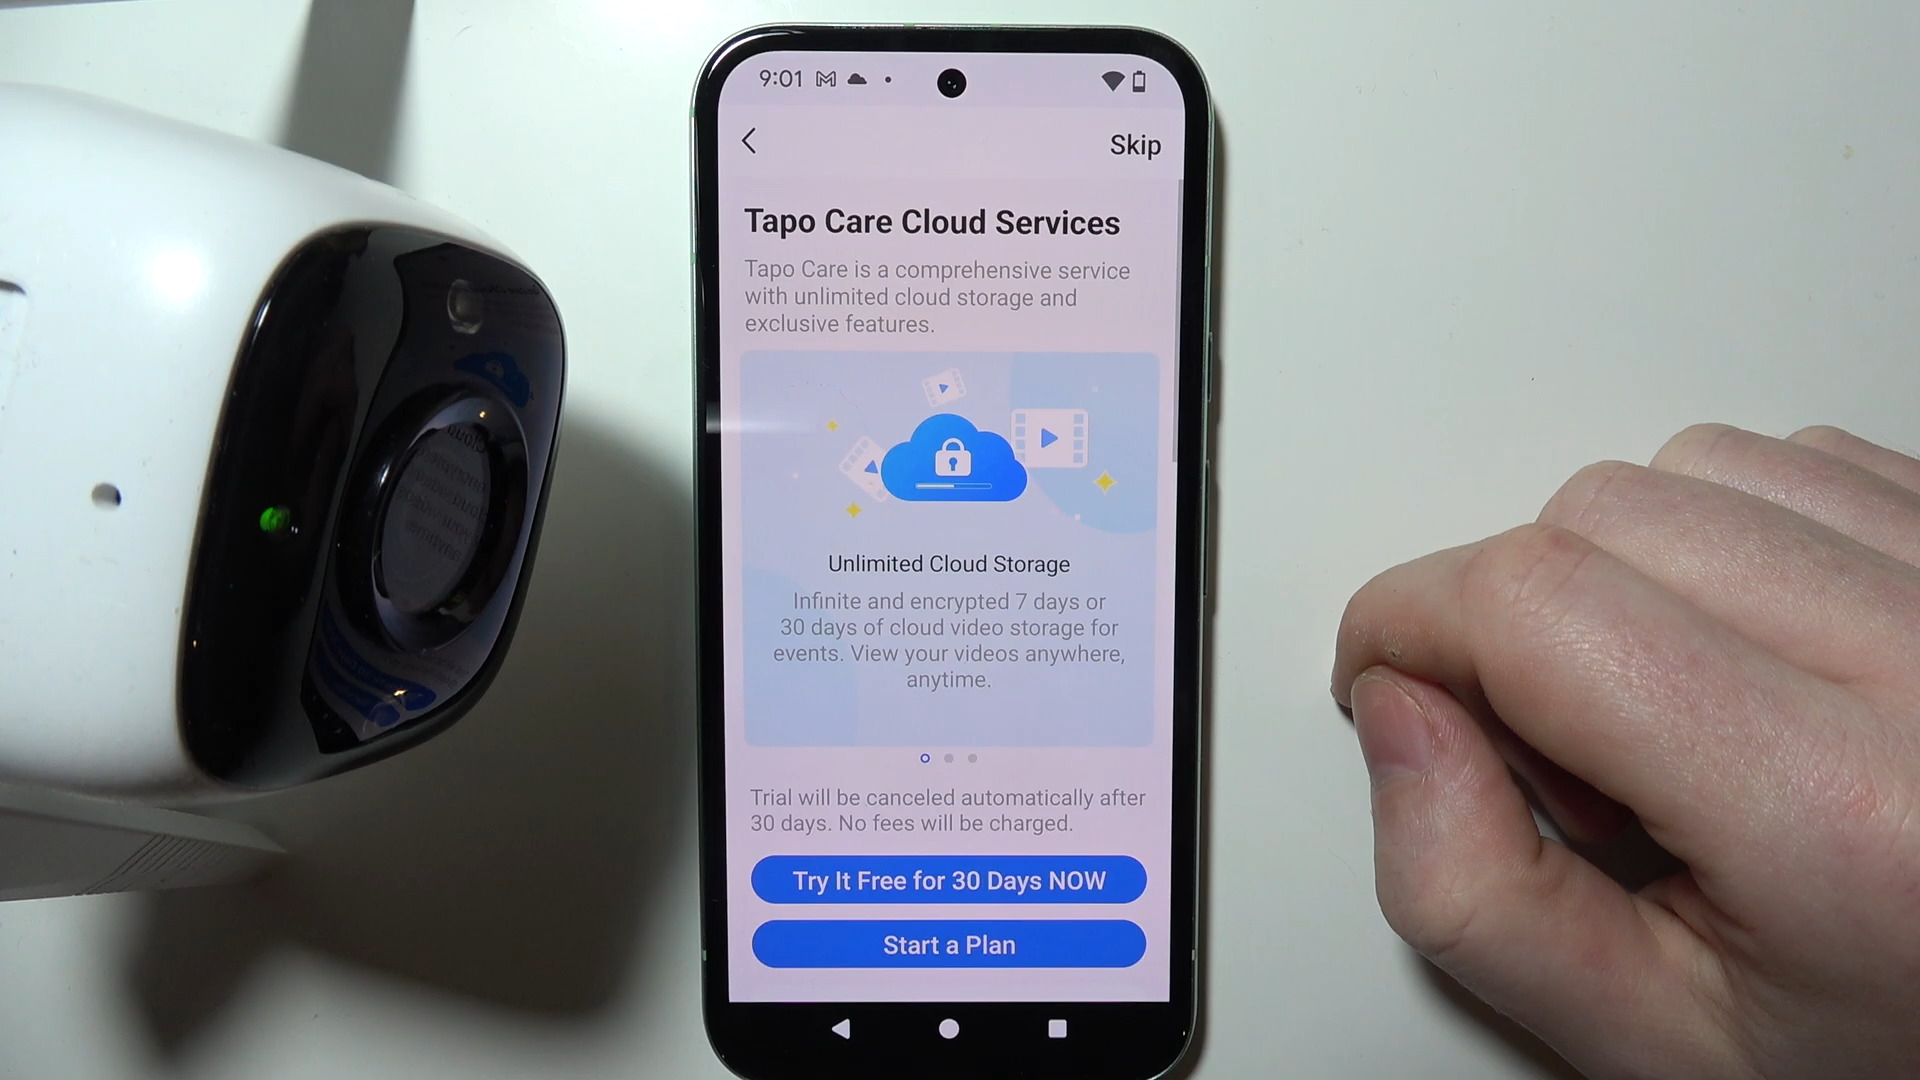 9:01
Skip
Tapo Care Cloud Services
Tapo Care is a comprehensive service
with unlimited cloud storage and
exclusive features.
Unlimited Cloud Storage
Infinite and encrypted 7 days or
30 days of cloud video storage for
events. View your videos anywhere,
anytime.
Trial will be canceled automatically after
30 days. No fees will be charged.
Try It Free for 30 Days NOW
Start a Plan